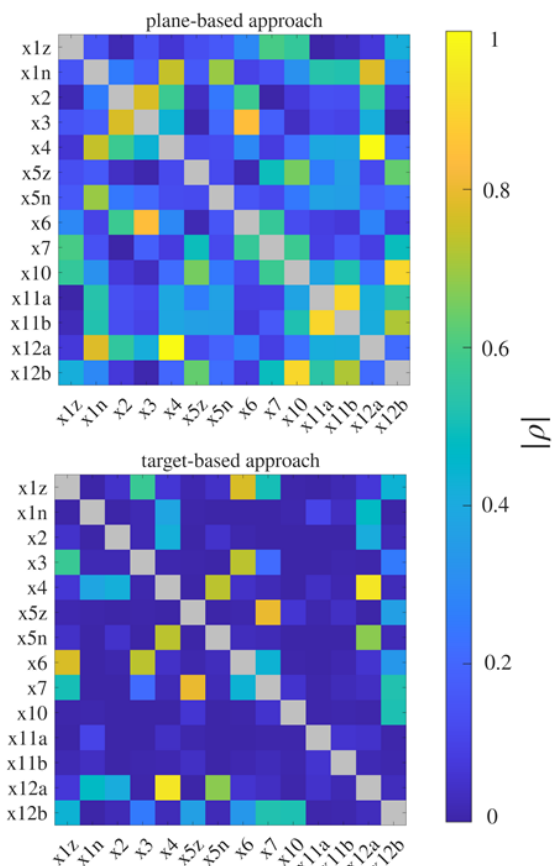 plane-based approach
x1z
x1n
x2
x3
x4
x5z
x5n
x6
x7
x10
x11a
x11b
x12a
x12b
x1z x1n x2 x3 x4 x5z x5n x6 x7 x10 x11a x11b x12a x12b
target-based approach
x1z
x1n
x2
x3
x4
x5z
x5n
x6
x7
x10
x11a
x11b
x12a
x12b
x1z x1n x2 x3 x4 x5z x5n x6 x7 x10 x11a x11b x12a x12b
1
0.8
0.6
0.4
0.2
0
|ρ|